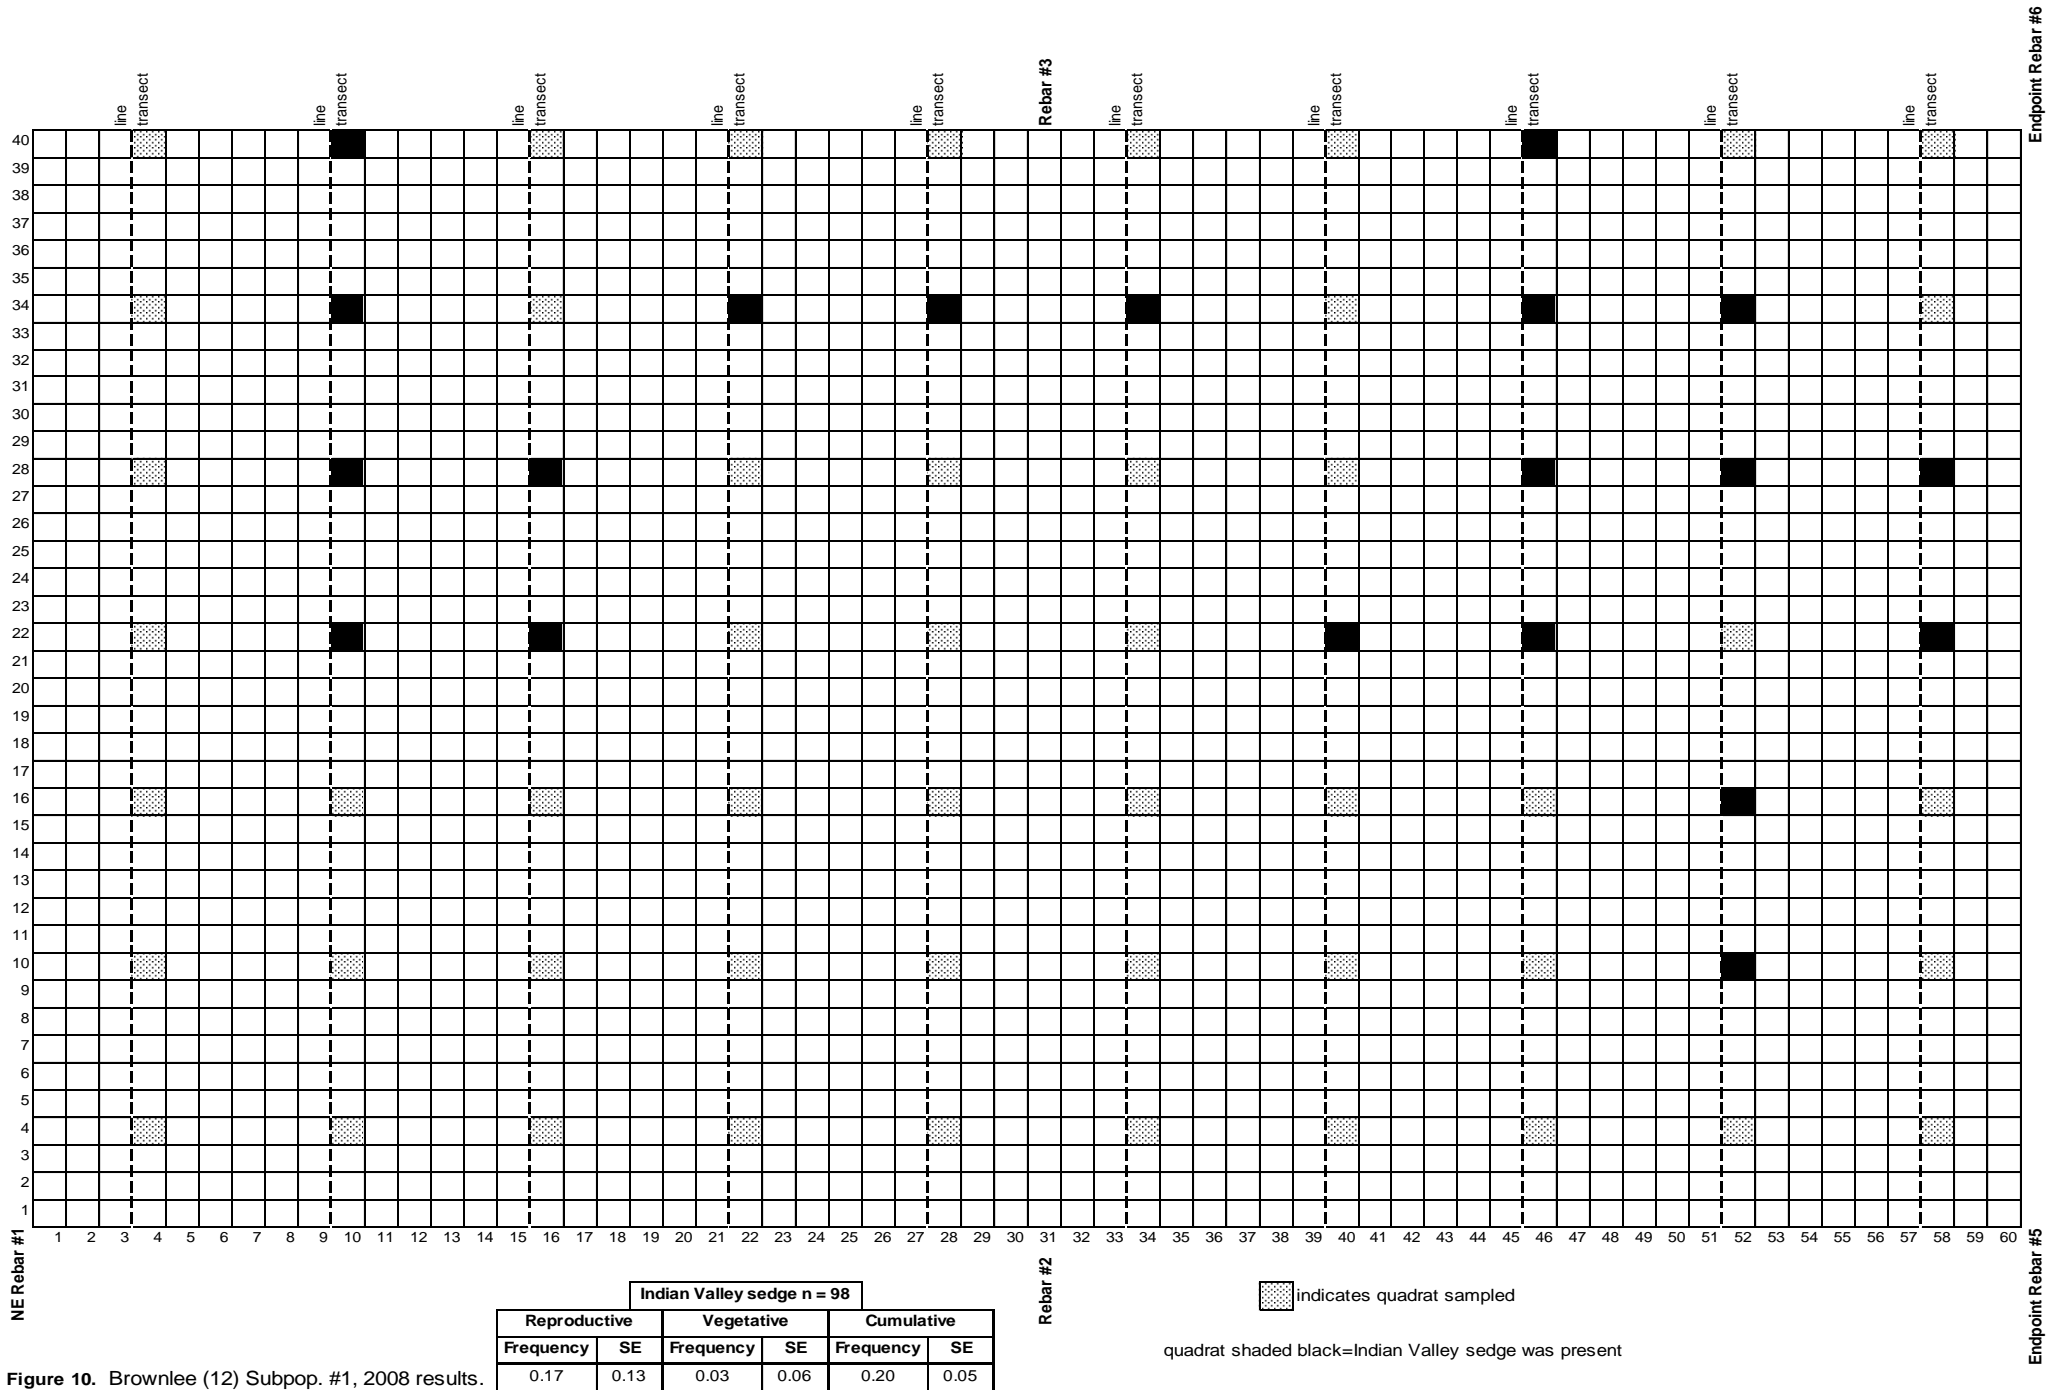 Endpoint Rebar #6
Rebar #3
line transect line transect line transect line transect line transect line transect line transect line transect line transect line transect
40
39
38
37
36
35
34
33
32
31
30
29
28
27
26
25
24
23
22
21
20
19
18
17
16
15
14
13
12
11
10
9
8
7
6
5
4
3
2
1
1 2 3 4 5 6 7 8 9 10 11 12 13 14 15 16 17 18 19 20 21 22 27 28 29 30 31 32 33 34 35 36 37 38 39 40 41 42 43 44 45 46 47 48 49 50 51 52 53 54 55 56 57 58 59 60
NE Rebar #1
Rebar #2
Endpoint Rebar #5
Indian Valley sedge n = 98
Reproductive Vegetative Cumulative
Frequency SE Frequency SE Frequency SE
0.17 0.13 0.03 0.06 0.20 0.05
indicates quadrat sampled
quadrat shaded black=Indian Valley sedge was present
Figure 10. Brownlee (12) Subpop. #1, 2008 results.